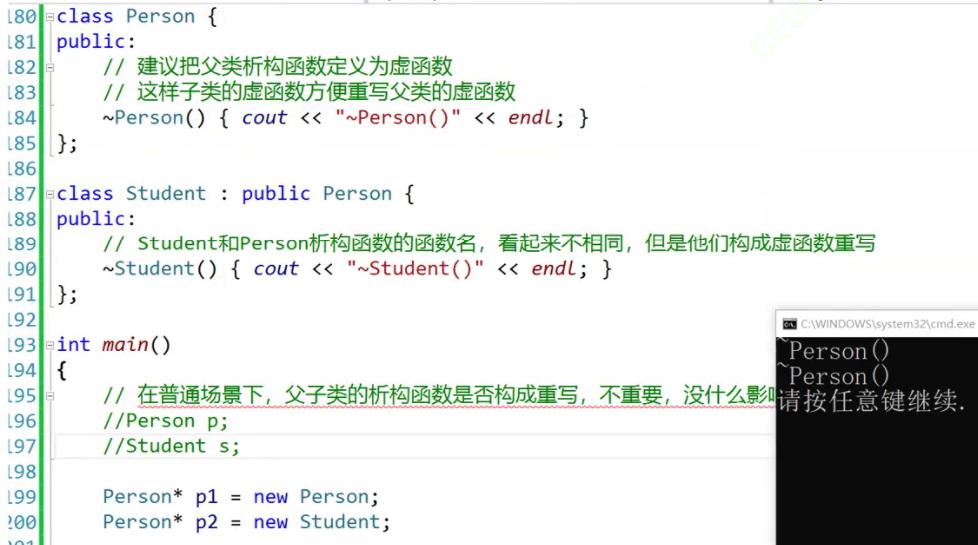 180 class Person {
181 public:
182 // 建议把父类析构函数定义为虚函数
183 // 这样子类的虚函数方便重写父类的虚函数
184 ~Person() { cout << "~Person()" << endl; }
185 };
186
187 class Student : public Person {
188 public:
189 // Student和Person析构函数的函数名，看起来不相同，但是他们构成虚函数重写
190 ~Student() { cout << "~Student()" << endl; }
191 };
192
193 int main()
194 {
195 // 在普通场景下，父子类的析构函数是否构成重写，不重要，没什么影
196 //Person p;
197 //Student s;
198
199 Person* p1 = new Person;
200 Person* p2 = new Student;
C:\WINDOWS\system32\cmd.exe
~Person()
~Person()
请按任意键继续.